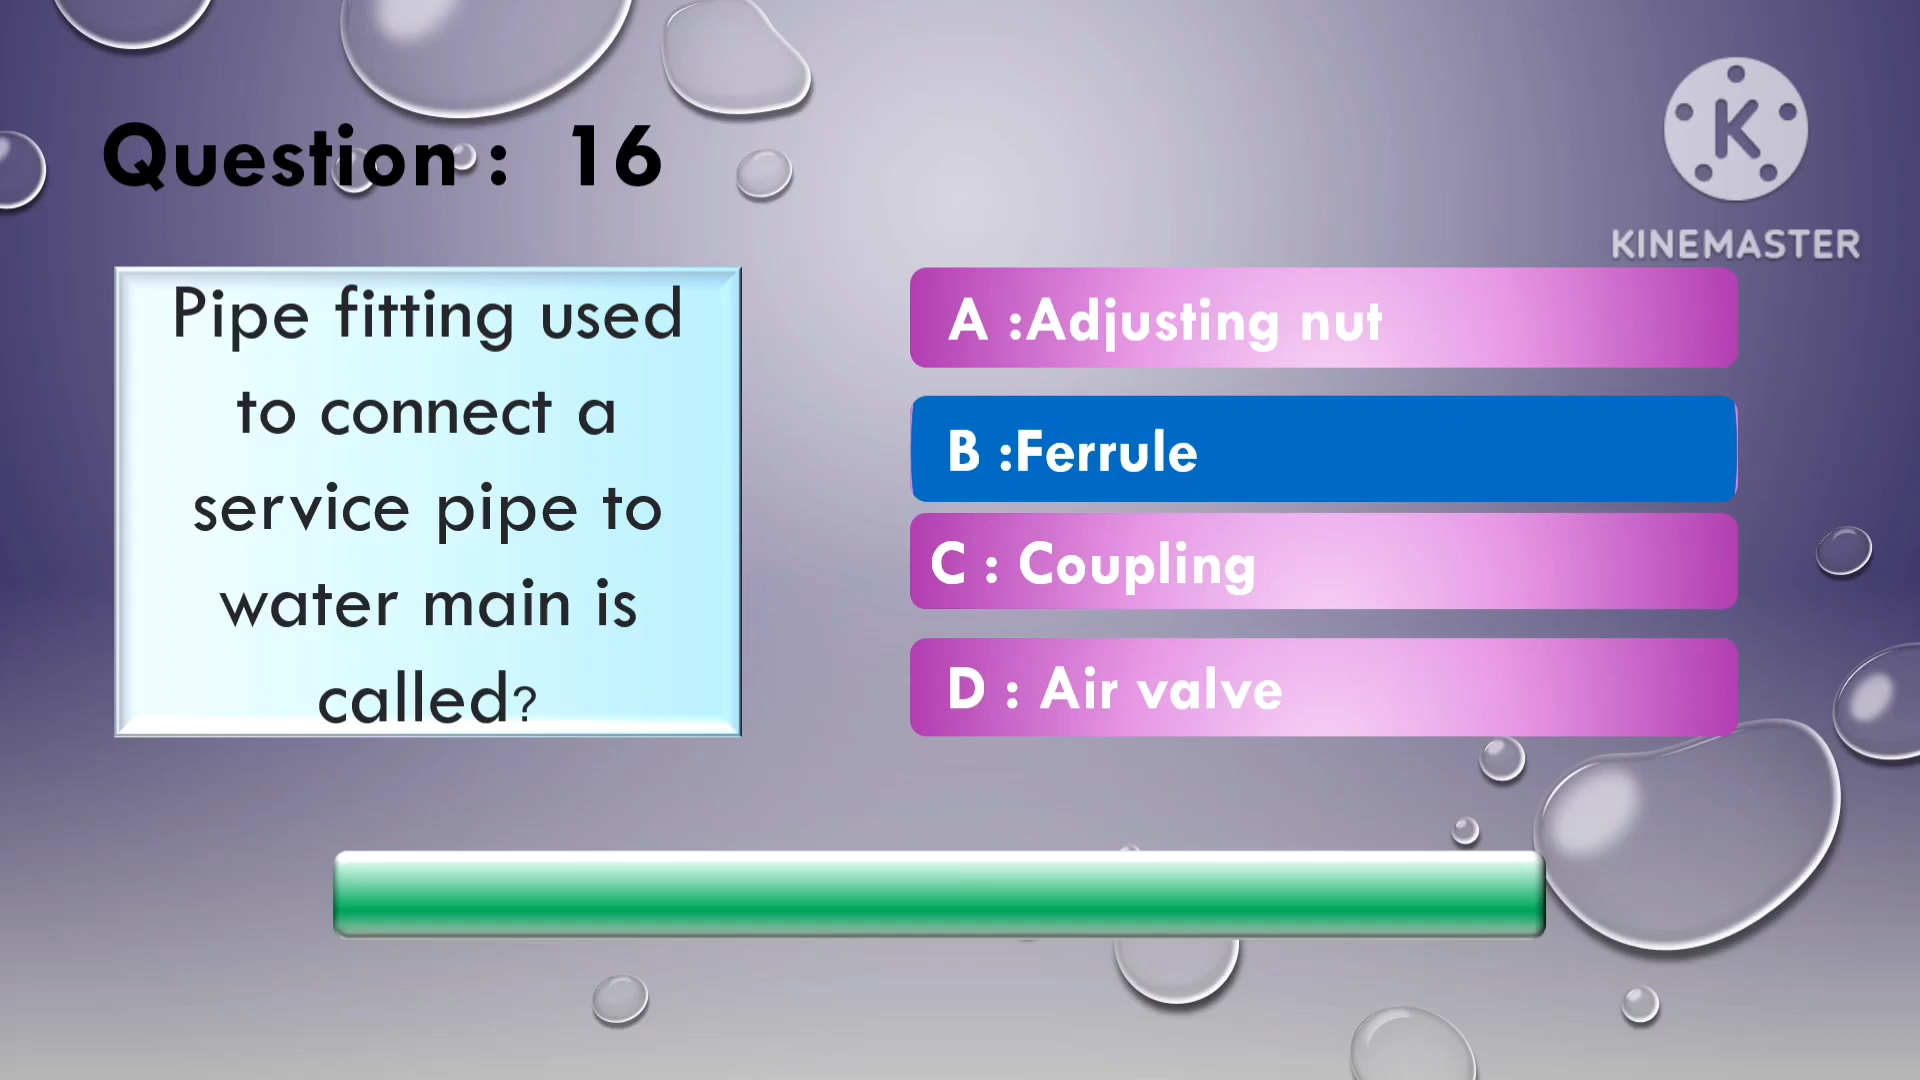 Question : 16
KINEMASTER
Pipe fitting used
to connect a
service pipe to
water main is
called?
A :Adjusting nut
B :Ferrule
C : Coupling
D : Air valve